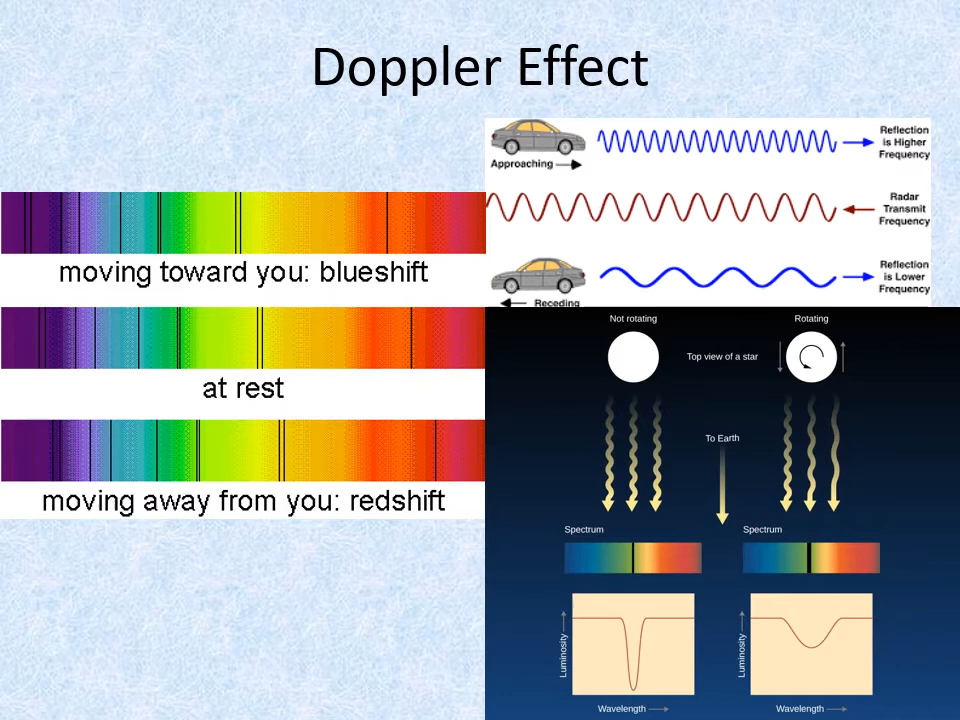 Doppler Effect
Approaching
Reflection
is Higher
Frequency
Radar
Transmit
Frequency
Receding
Reflection
is Lower
Frequency
moving toward you: blueshift
at rest
moving away from you: redshift
Not rotating
Rotating
Top view of a star
To Earth
Spectrum
Spectrum
Luminosity
Luminosity
Wavelength
Wavelength